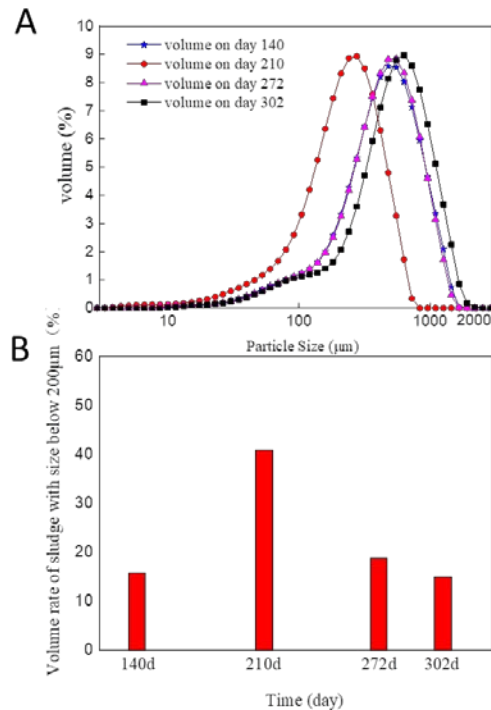 A
volume on day 140
volume on day 210
volume on day 272
volume on day 302
volume (%)
10
9
8
7
6
5
4
3
2
1
0
10
100
1000
2000
Particle Size (μm)
B
Volume rate of sludge with size below 200μm (%
60
50
40
30
20
10
0
140d
210d
272d
302d
Time (day)